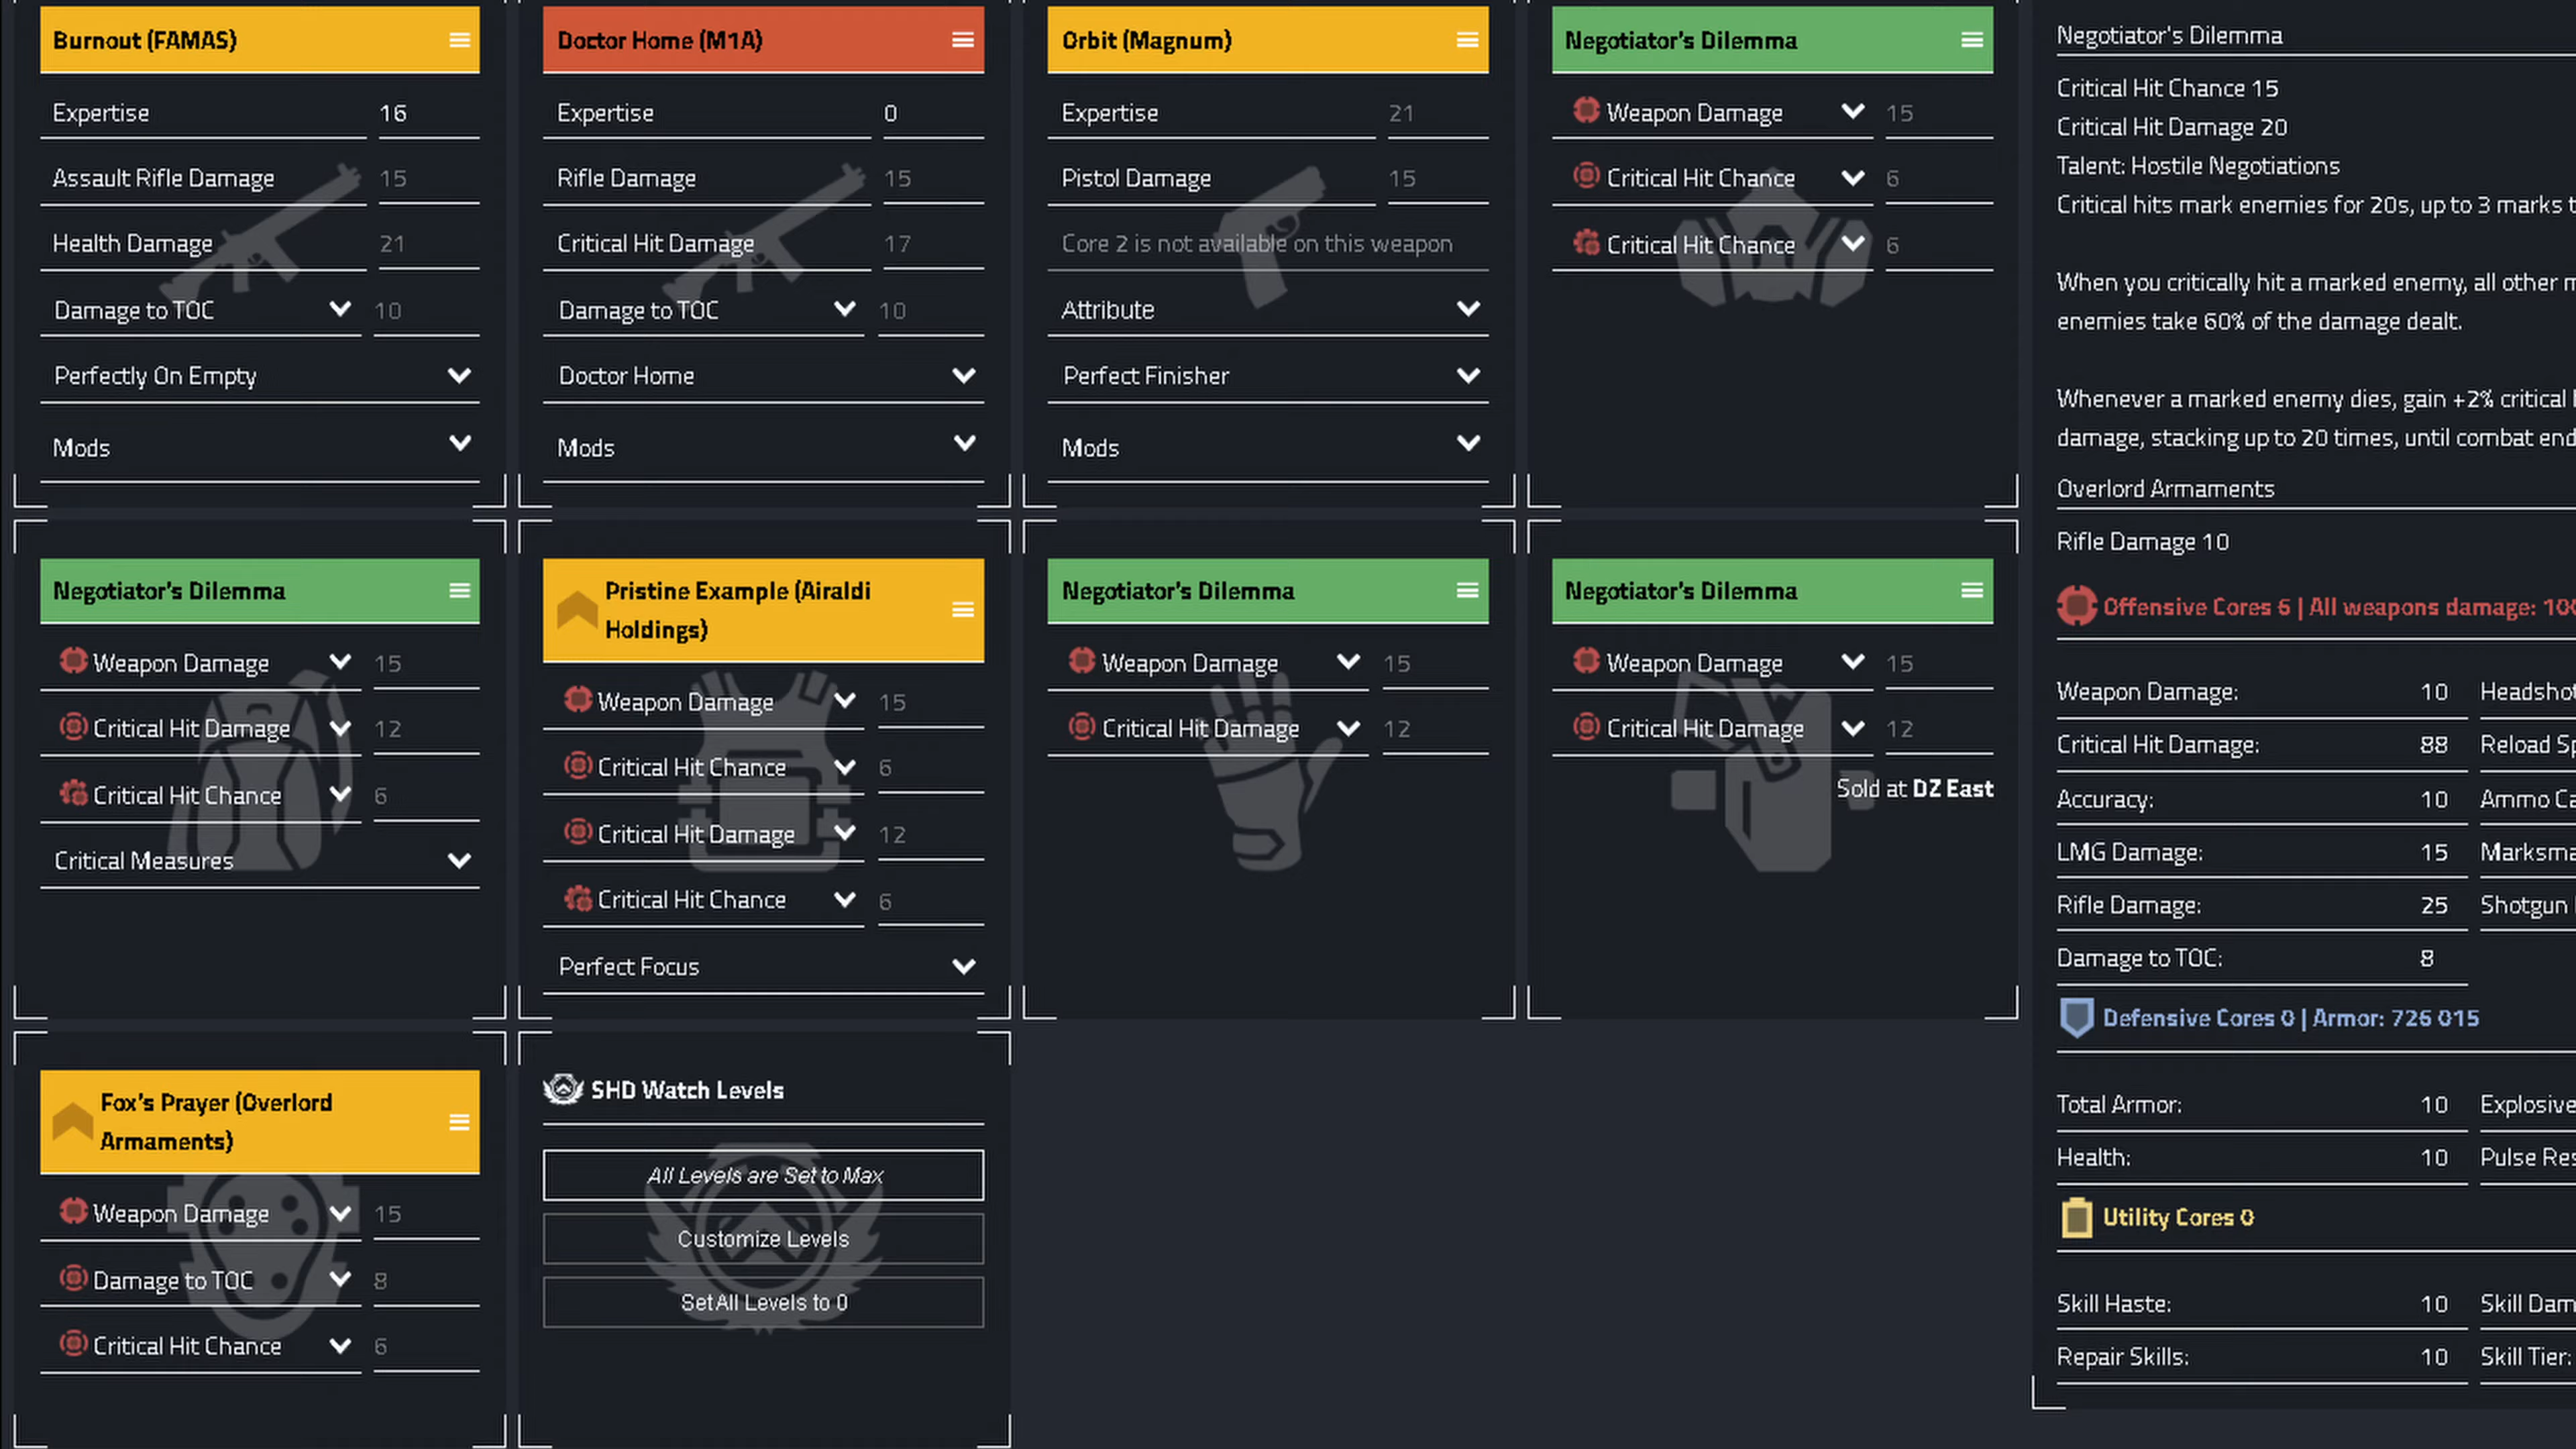 Burnout (FAMAS)
Expertise 16
Assault Rifle Damage 15
Health Damage 21
Damage to TOC 10
Perfectly On Empty
Mods
Doctor Home (M1A)
Expertise 0
Rifle Damage 15
Critical Hit Damage 17
Damage to TOC 10
Doctor Home
Mods
Orbit (Magnum)
Expertise 21
Pistol Damage 15
Core 2 is not available on this weapon
Attribute
Perfect Finisher
Mods
Negotiator's Dilemma
Weapon Damage 15
Critical Hit Chance 6
Critical Hit Chance 6
Negotiator's Dilemma
Weapon Damage 15
Critical Hit Damage 12
Critical Hit Chance 6
Critical Measures
Pristine Example (Airaldi
Holdings)
Weapon Damage 15
Critical Hit Chance 6
Critical Hit Damage 12
Critical Hit Chance 6
Perfect Focus
Negotiator's Dilemma
Weapon Damage 15
Critical Hit Damage 12
Negotiator's Dilemma
Weapon Damage 15
Critical Hit Damage 12
Sold at DZ East
Fox's Prayer (Overlord
Armaments)
Weapon Damage 15
Damage to TOC 8
Critical Hit Chance 6
SHD Watch Levels
All Levels are Set to Max
Customize Levels
Set All Levels to 0
Negotiator's Dilemma
Critical Hit Chance 15
Critical Hit Damage 20
Talent: Hostile Negotiations
Critical hits mark enemies for 20s, up to 3 marks
When you critically hit a marked enemy, all other
enemies take 60% of the damage dealt.
Whenever a marked enemy dies, gain +2% critical
damage, stacking up to 20 times, until combat
Overlord Armaments
Rifle Damage 10
Offensive Cores 6 | All weapons damage:
Weapon Damage: 10
Critical Hit Damage: 88 Reload
Accuracy: 10 Ammo
LMG Damage: 15
Rifle Damage: 25 Shotgun
Damage to TOC: 8
Defensive Cores 0 | Armor: 726 015
Total Armor: 10 Explosive
Health: 10 Pulse
Utility Cores 0
Skill Haste: 10 Skill
Repair Skills: 10 Skill Tier: